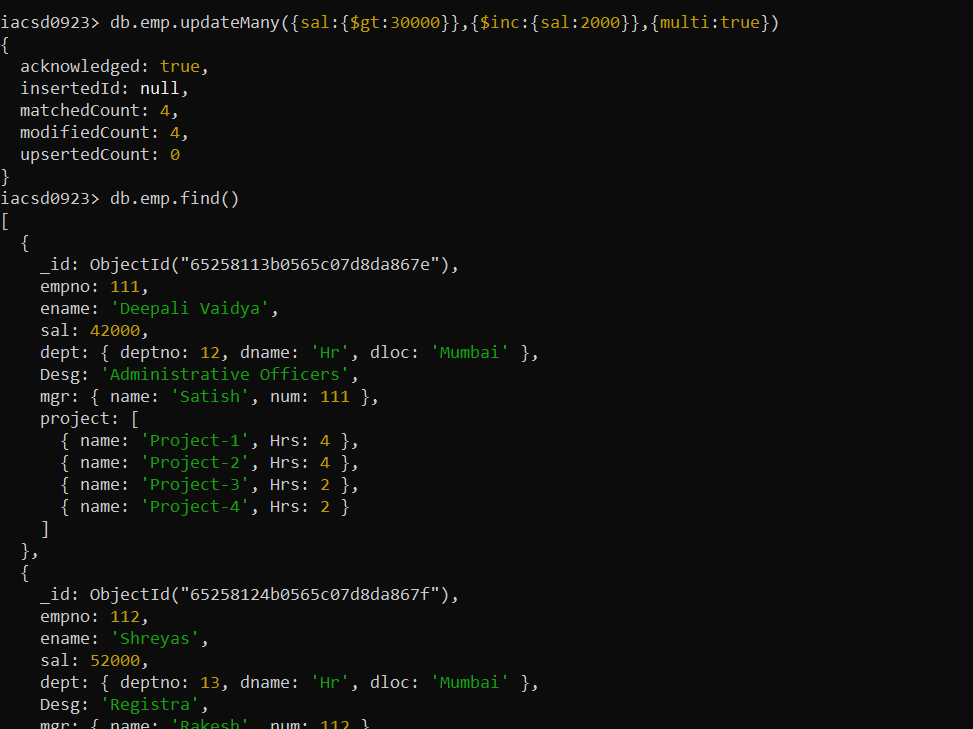 iacsd0923> db.emp.updateMany({sal:{$gt:30000}},{$inc:{sal:2000}},{multi:true})
{
  acknowledged: true,
  insertedId: null,
  matchedCount: 4,
  modifiedCount: 4,
  upsertedCount: 0
}
iacsd0923> db.emp.find()
[
  {
    _id: ObjectId("65258113b0565c07d8da867e"),
    empno: 111,
    ename: 'Deepali Vaidya',
    sal: 42000,
    dept: { deptno: 12, dname: 'Hr', dloc: 'Mumbai' },
    Desg: 'Administrative Officers',
    mgr: { name: 'Satish', num: 111 },
    project: [
      { name: 'Project-1', Hrs: 4 },
      { name: 'Project-2', Hrs: 4 },
      { name: 'Project-3', Hrs: 2 },
      { name: 'Project-4', Hrs: 2 }
    ]
  },
  {
    _id: ObjectId("65258124b0565c07d8da867f"),
    empno: 112,
    ename: 'Shreyas',
    sal: 52000,
    dept: { deptno: 13, dname: 'Hr', dloc: 'Mumbai' },
    Desg: 'Registra',
    mgr: { name: 'Rakesh', num: 112 }